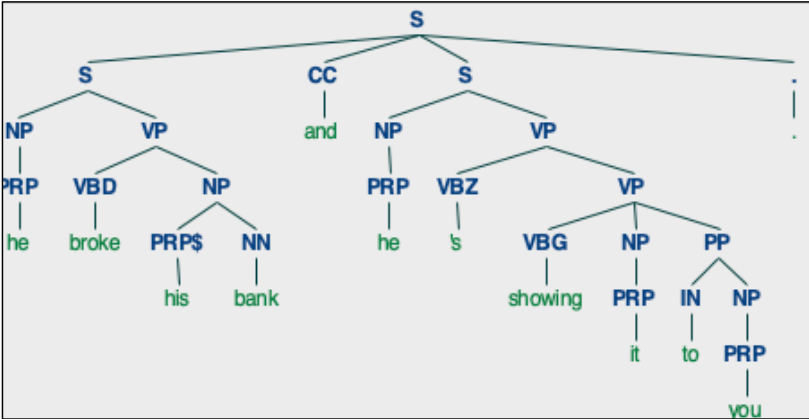 S
S CC S .
NP VP and NP VP .
PRP VBD NP PRP VBZ VP
he broke PRP$ NN he 's VBG NP PP
his bank showing PRP IN NP
it to PRP
you